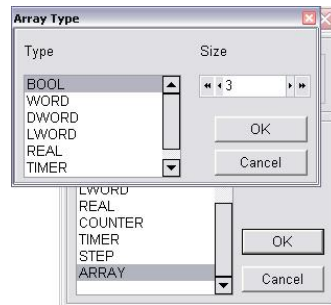 Array Type
Type
Size
BOOL
WORD
DWORD
LWORD
REAL
TIMER
3
OK
Cancel
LWORD
REAL
COUNTER
TIMER
STEP
ARRAY
OK
Cancel